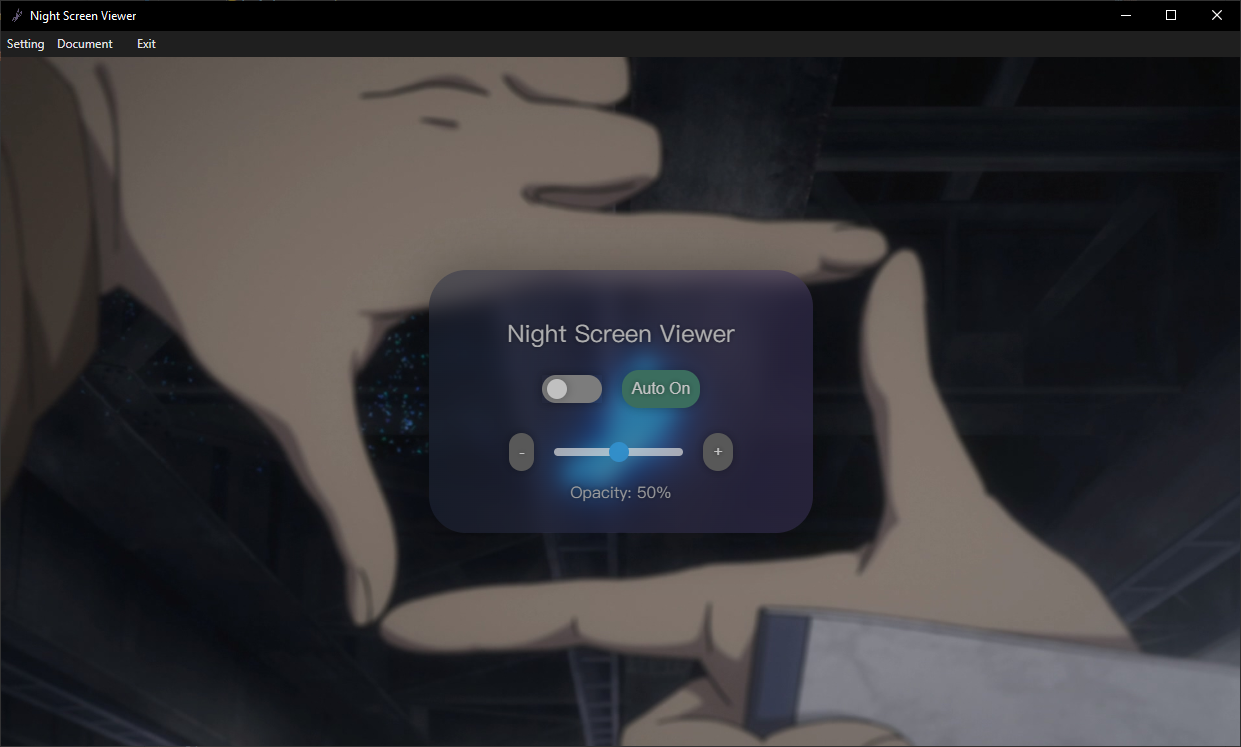 Night Screen Viewer
Setting Document Exit
Night Screen Viewer
Auto On
- +
Opacity: 50%